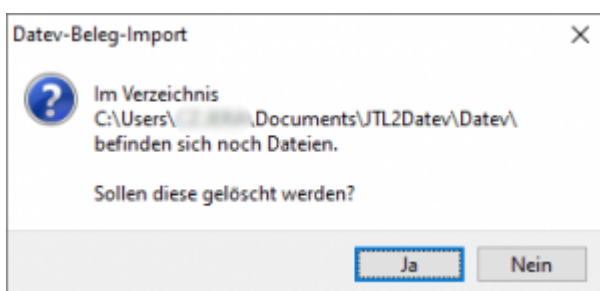 Datev-Beleg-Import
Im Verzeichnis
C:\Users\ \Documents\JTL2Datev\Datev\
befinden sich noch Dateien.
Sollen diese gelöscht werden?
Ja
Nein